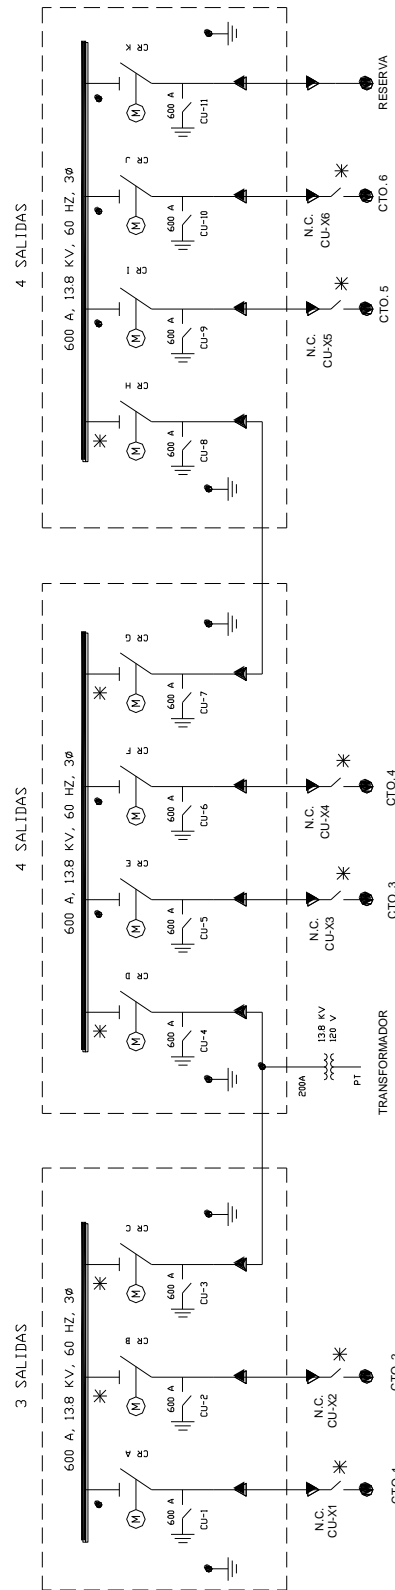 3 SALIDAS
4 SALIDAS
4 SALIDAS
600 A, 13.8 KV, 60 HZ, 3Ø
600 A, 13.8 KV, 60 HZ, 3Ø
600 A, 13.8 KV, 60 HZ, 3Ø
CR A
CR B
CR C
CR D
CR E
CR F
CR G
CR H
CR I
CR J
CR K
M
M
M
M
M
M
M
M
M
M
M
600 A
600 A
600 A
600 A
600 A
600 A
600 A
600 A
600 A
600 A
600 A
CU-1
CU-2
CU-3
CU-4
CU-5
CU-6
CU-7
CU-8
CU-9
CU-10
CU-11
N.C.
CU-X1
N.C.
CU-X2
200A
13.8 KV
120 V
PT
TRANSFORMADOR
N.C.
CU-X3
N.C.
CU-X4
N.C.
CU-X5
N.C.
CU-X6
CTO.1
CTO.2
CTO.3
CTO.4
CTO.5
CTO.6
RESERVA